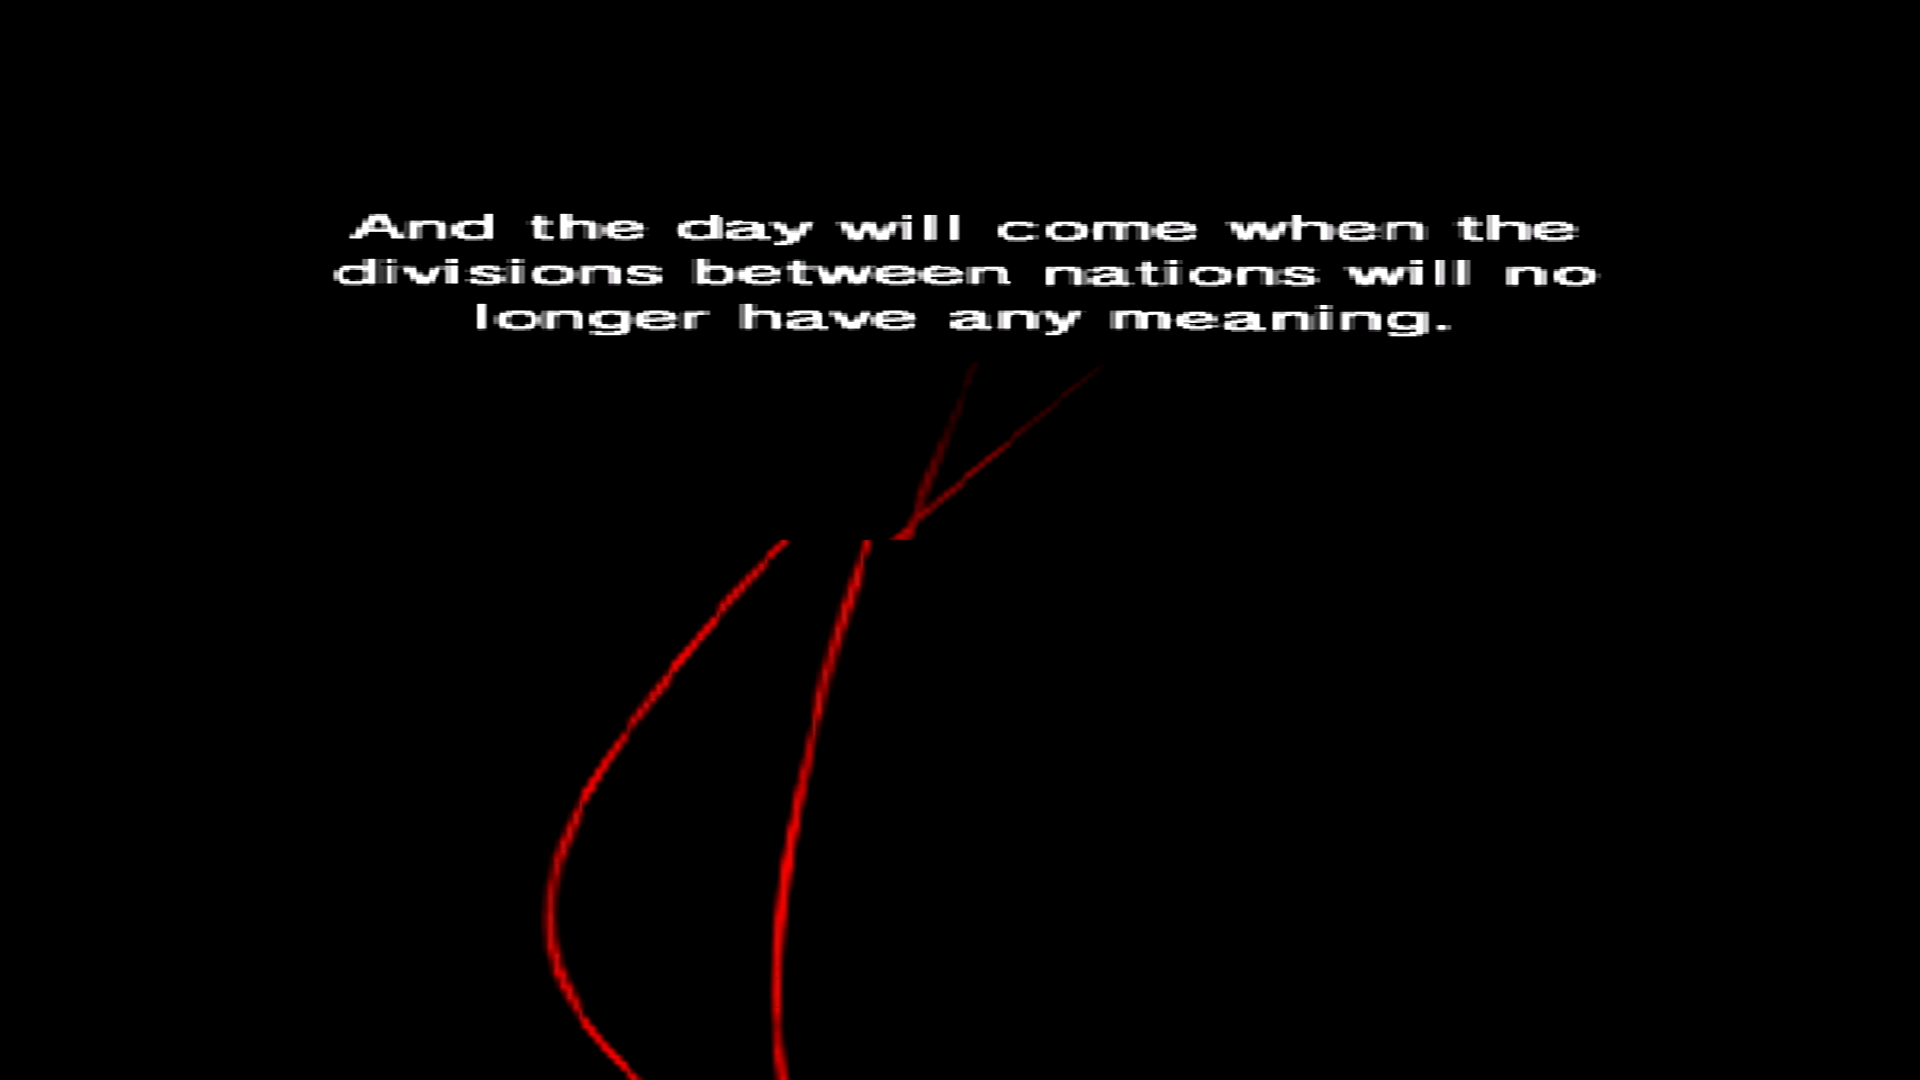 And the day will come when the
divisions between nations will no
longer have any meaning.